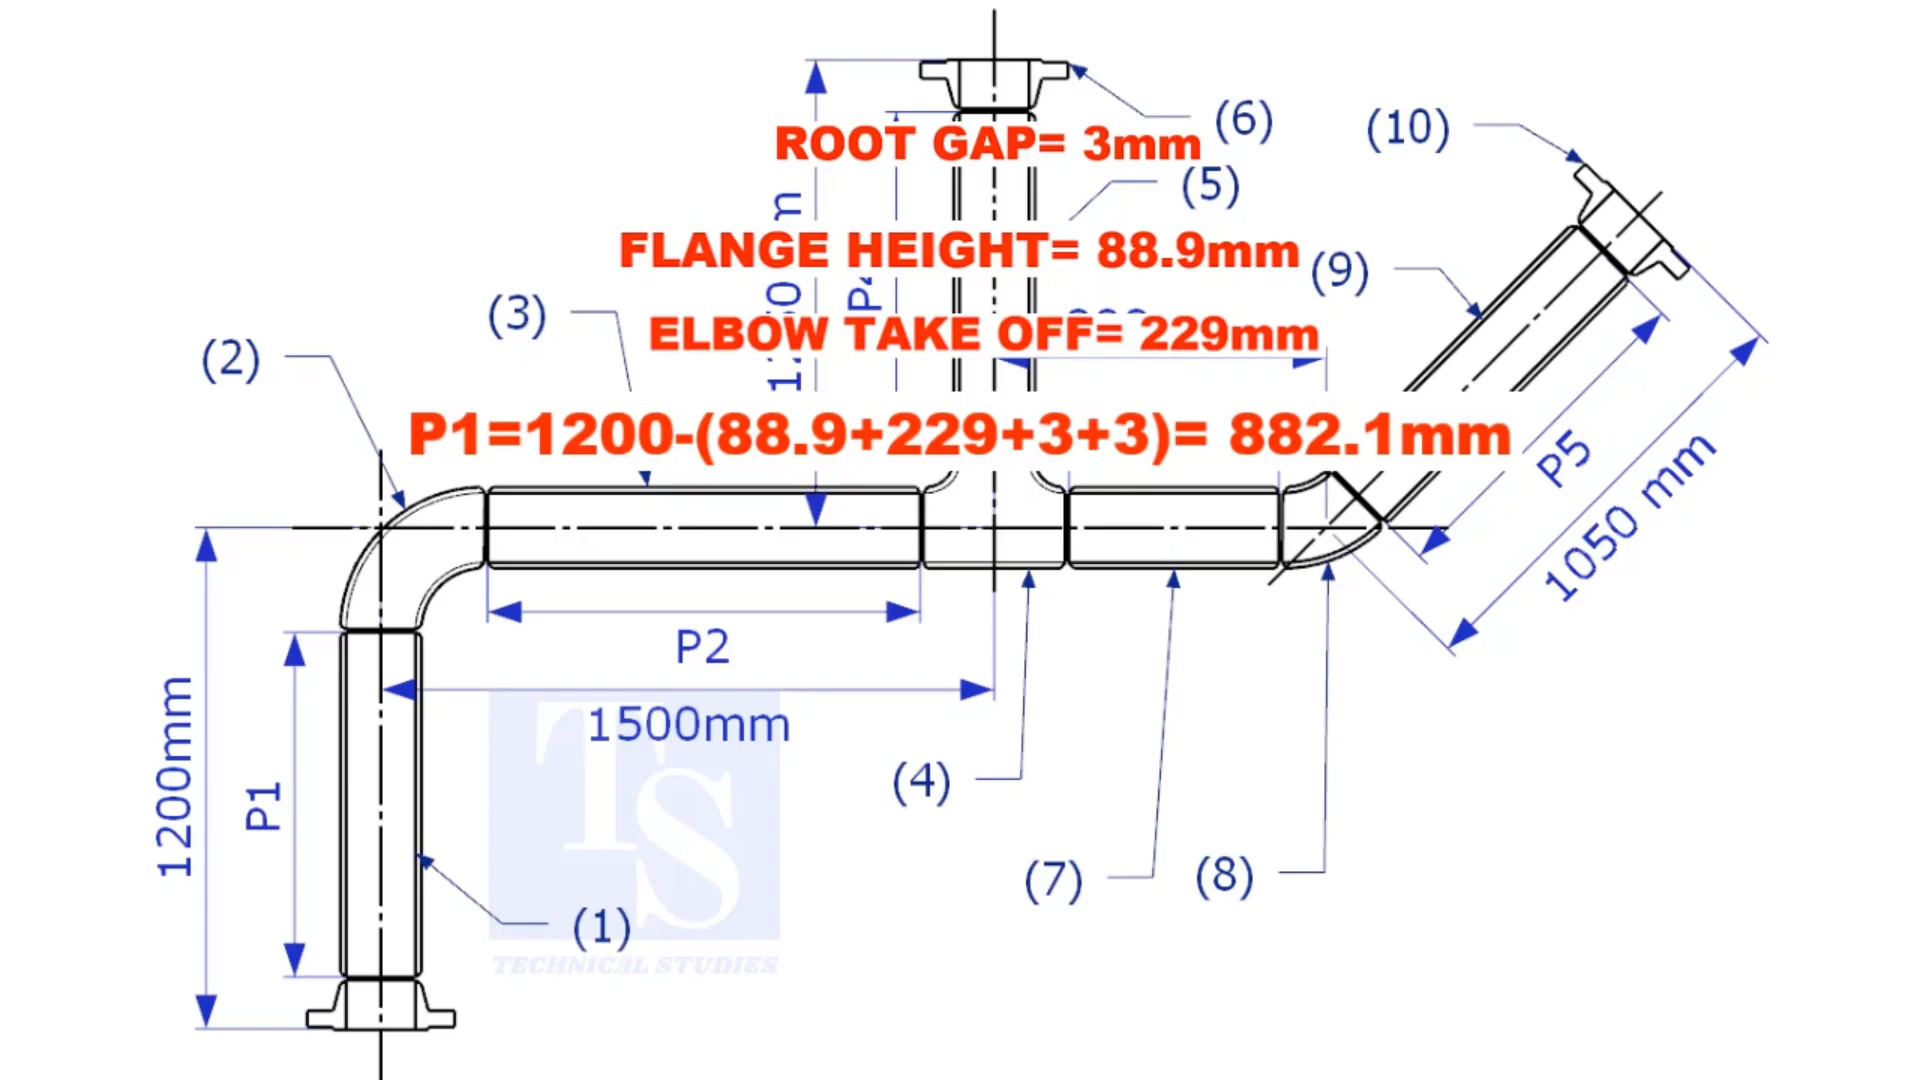 (6)
(10)
ROOT GAP= 3mm
(5)
FLANGE HEIGHT= 88.9mm
(9)
(3)
ELBOW TAKE OFF= 229mm
(2)
P1=1200-(88.9+229+3+3)= 882.1mm
P5
1050 mm
P2
1500mm
1200mm
P1
(4)
(7)
(8)
(1)
TS
TECHNICAL STUDIES